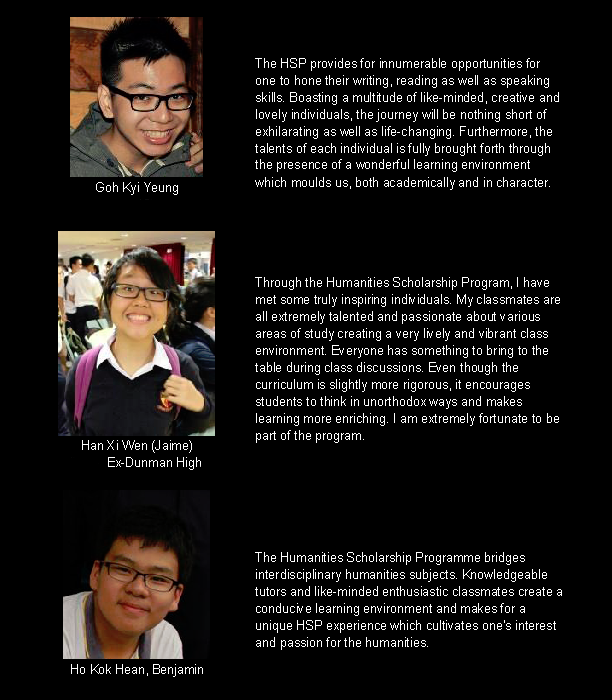 The HSP provides for innumerable opportunities for
one to hone their writing, reading as well as speaking
skills. Boasting a multitude of like-minded, creative and
lovely individuals, the journey will be nothing short of
exhilarating as well as life-changing. Furthermore, the
talents of each individual is fully brought forth through
the presence of a wonderful learning environment
which moulds us, both academically and in character.
Goh Kyi Yeung
Through the Humanities Scholarship Program, I have
met some truly inspiring individuals. My classmates are
all extremely talented and passionate about various
areas of study creating a very lively and vibrant class
environment. Everyone has something to bring to the
table during class discussions. Even though the
curriculum is slightly more rigorous, it encourages
students to think in unorthodox ways and makes
learning more enriching. I am extremely fortunate to be
part of the program.
Han Xi Wen (Jaime)
Ex-Dunman High
The Humanities Scholarship Programme bridges
interdisciplinary humanities subjects. Knowledgeable
tutors and like-minded enthusiastic classmates create a
conducive learning environment and makes for a
unique HSP experience which cultivates one's interest
and passion for the humanities.
Ho Kok Hean, Benjamin